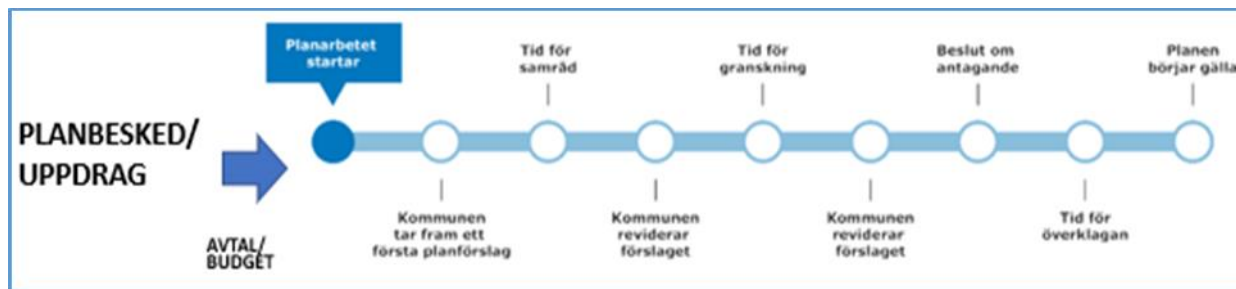 PLANBESKED/
UPPDRAG
AVTAL/
BUDGET
Planarbetet
startar
Kommunen
tar fram ett
första planförslag
Tid för
samråd
Kommunen
reviderar
förslaget
Tid för
granskning
Kommunen
reviderar
förslaget
Beslut om
antagande
Tid för
överklagan
Planen
börjar gälla